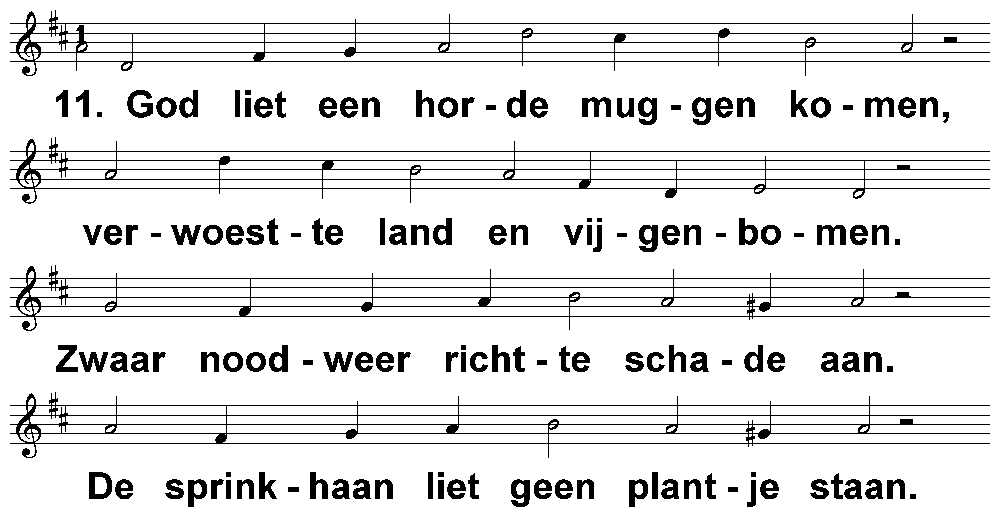 1
11. God liet een hor - de mug - gen ko - men,
ver - woest - te land en vij - gen - bo - men.
Zwaar nood - weer richt - te scha - de aan.
De sprink - haan liet geen plant - je staan.